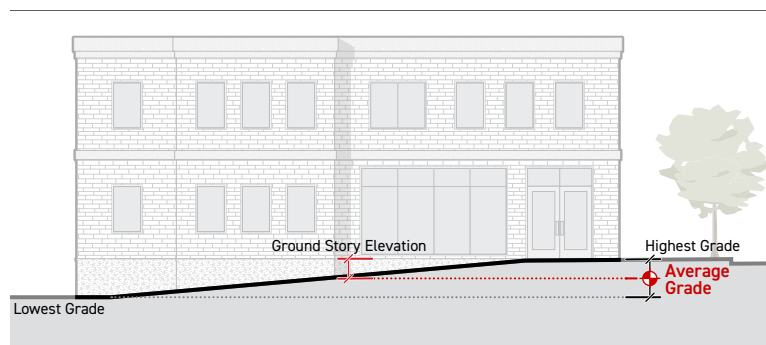 Ground Story Elevation
Highest Grade
Average
Grade
Lowest Grade